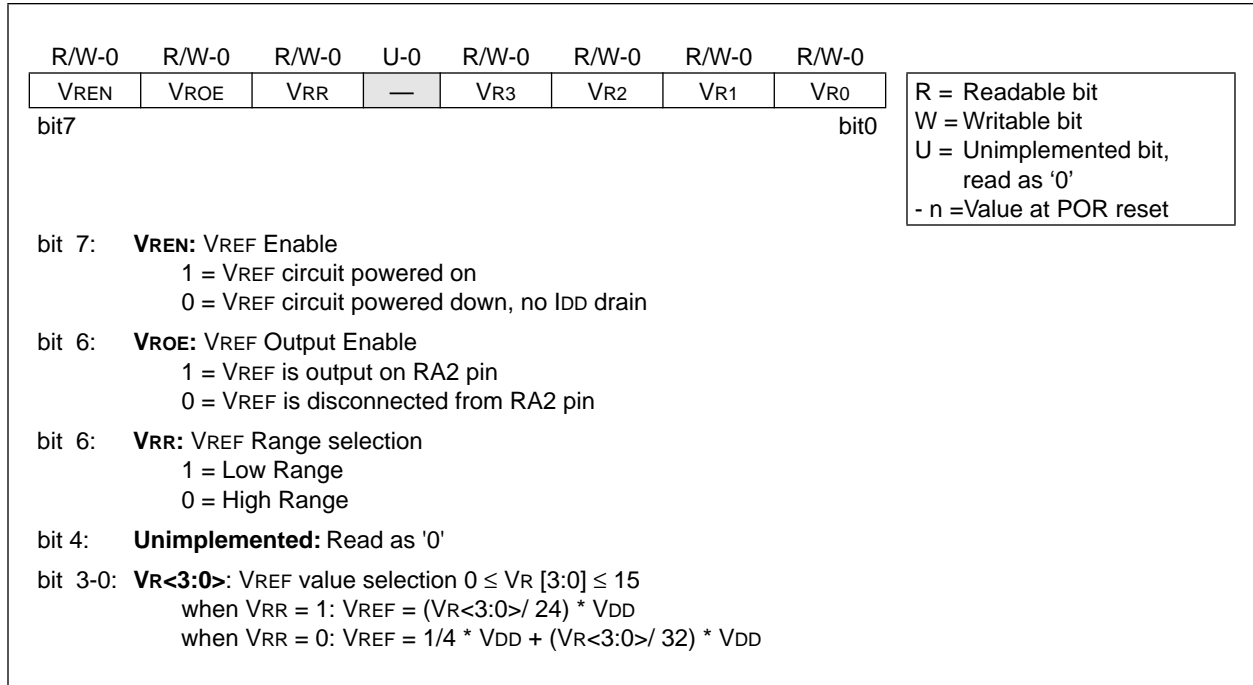 R/W-0 R/W-0 R/W-0 U-0 R/W-0 R/W-0 R/W-0 R/W-0
VREN VROE VRR — VR3 VR2 VR1 VR0
bit7 bit0
R = Readable bit
W = Writable bit
U = Unimplemented bit,
read as ‘0’
- n =Value at POR reset
bit 7: VREN: VREF Enable
1 = VREF circuit powered on
0 = VREF circuit powered down, no IDD drain
bit 6: VROE: VREF Output Enable
1 = VREF is output on RA2 pin
0 = VREF is disconnected from RA2 pin
bit 6: VRR: VREF Range selection
1 = Low Range
0 = High Range
bit 4: Unimplemented: Read as '0'
bit 3-0: VR<3:0>: VREF value selection 0 ≤ VR [3:0] ≤ 15
when VRR = 1: VREF = (VR<3:0>/ 24) * VDD
when VRR = 0: VREF = 1/4 * VDD + (VR<3:0>/ 32) * VDD